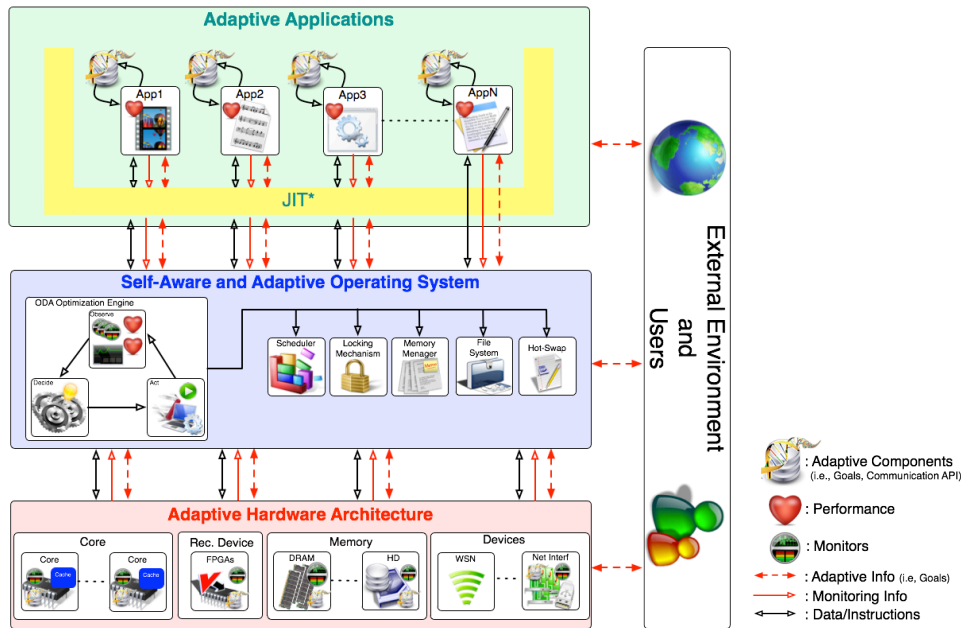 Adaptive Applications
App1
App2
App3
AppN
JIT*
Self-Aware and Adaptive Operating System
ODA Optimization Engine
Observe
Decide
Act
Scheduler
Locking
Mechanism
Memory
Menager
File
System
Hot-Swap
Adaptive Hardware Architecture
Core
Core
Cache
Core
Cache
Rec. Device
FPGAs
Memory
DRAM
HD
Devices
WSN
Net Interf
External Environment
and
Users
: Adaptive Components
(i.e., Goals, Communication API)
: Performance
: Monitors
: Adaptive Info (i.e, Goals)
: Monitoring Info
: Data/Instructions